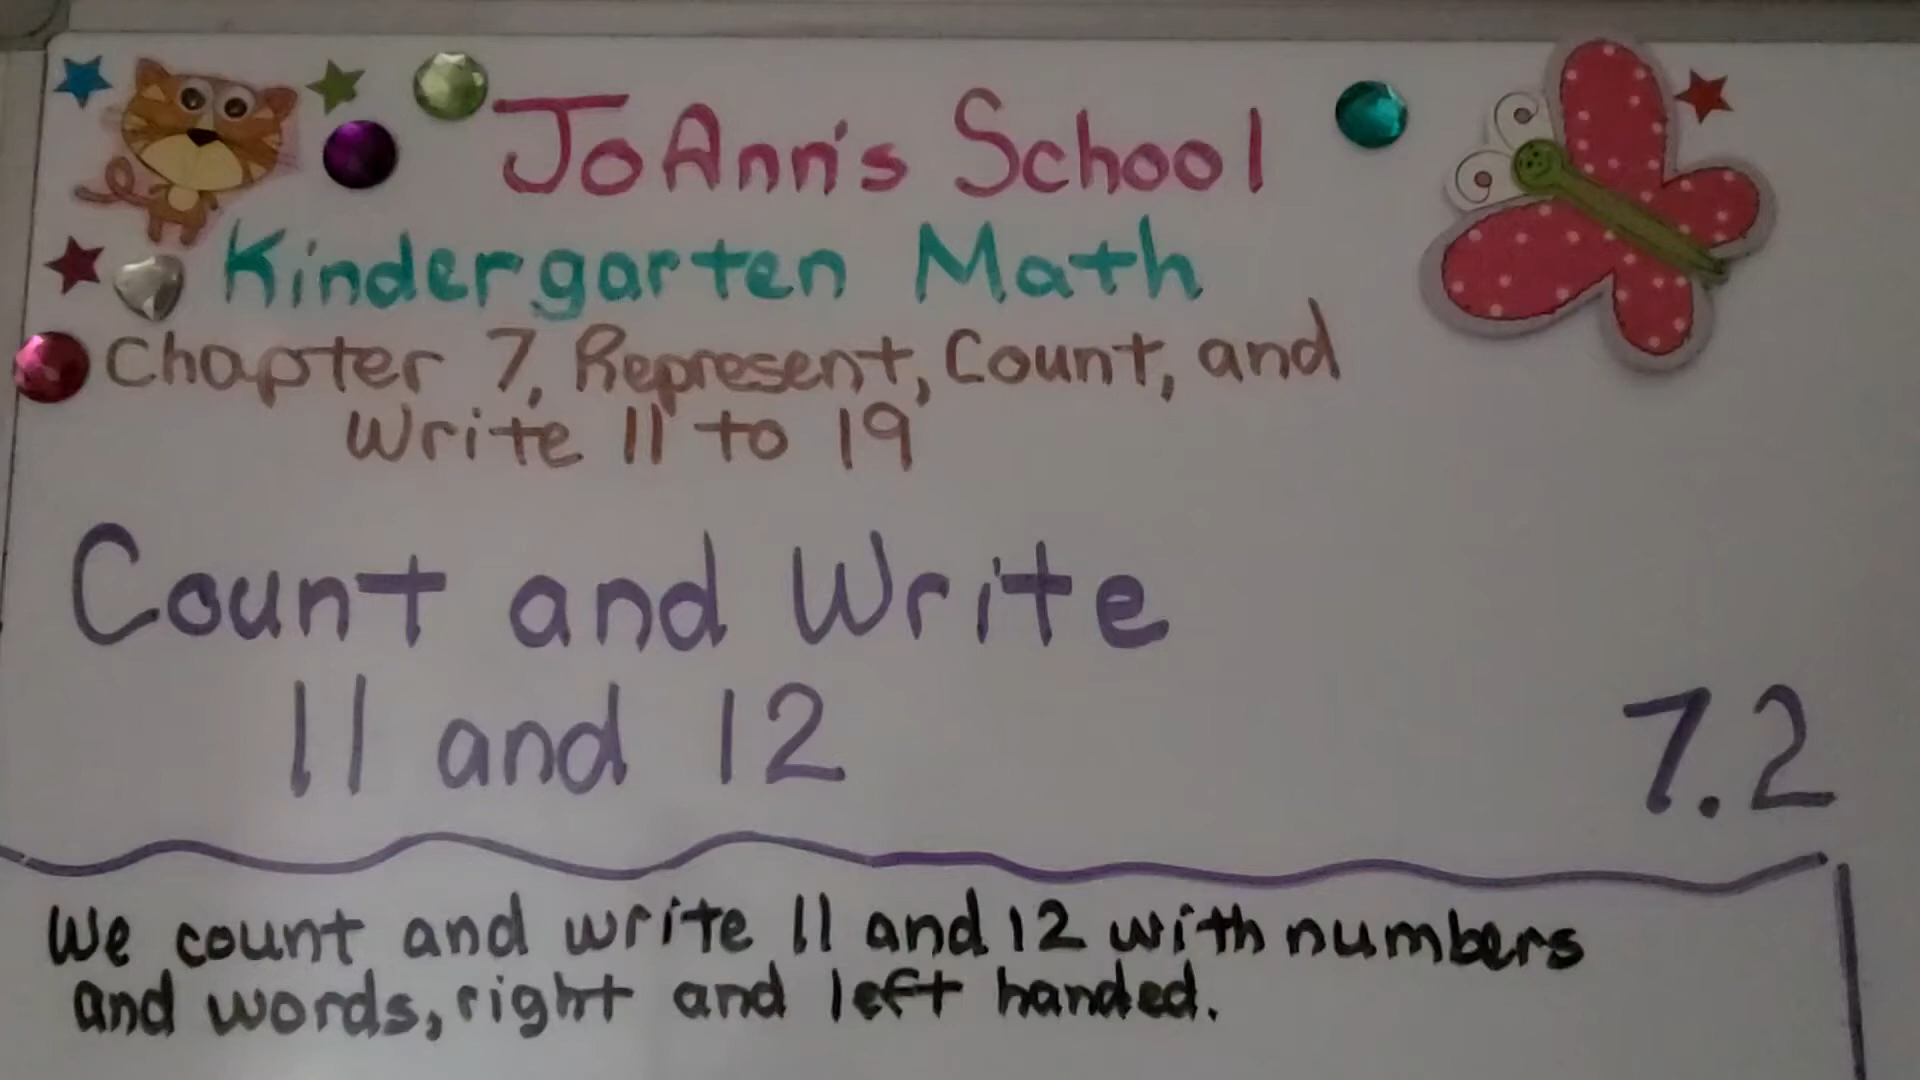 JoAnn's School
Kindergarten Math
Chapter 7, Represent, Count, and
Write 11 to 19
Count and Write
11 and 12
7.2
We count and write 11 and 12 with numbers
and words, right and left handed.